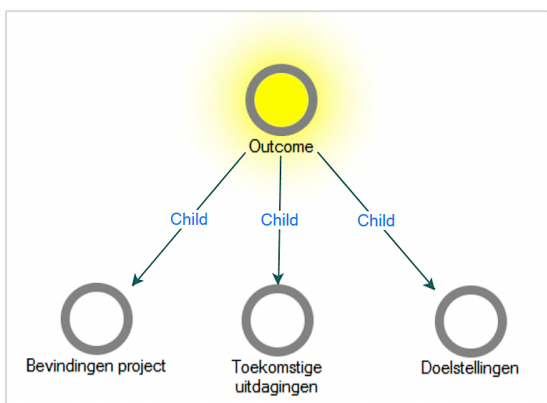 Outcome
Child
Child
Child
Bevindingen project
Toekomstige
uitdagingen
Doelstellingen